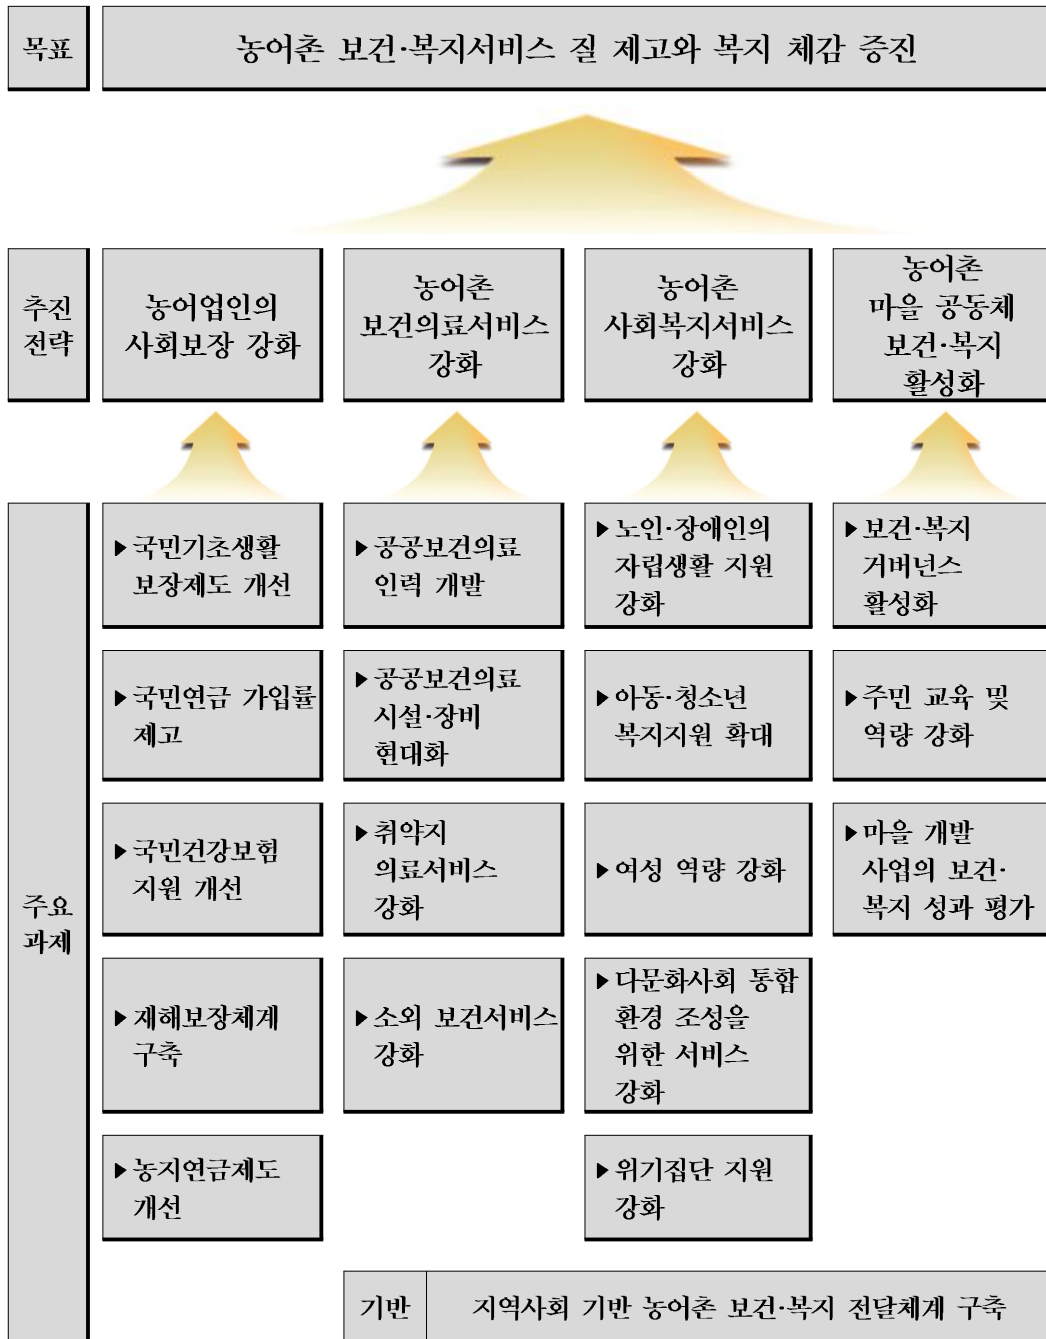 목표
농어촌 보건·복지서비스 질 제고와 복지 체감 증진
추진
전략
농어업인의
사회보장 강화
농어촌
보건의료서비스
강화
농어촌
사회복지서비스
강화
농어촌
마을 공동체
보건·복지
활성화
주요
과제
▶국민기초생활
보장제도 개선
▶국민연금 가입률
제고
▶국민건강보험
지원 개선
▶재해보장체계
구축
▶농지연금제도
개선
▶공공보건의료
인력 개발
▶공공보건의료
시설·장비
현대화
▶취약지
의료서비스
강화
▶소외 보건서비스
강화
▶노인·장애인의
자립생활 지원
강화
▶아동·청소년
복지지원 확대
▶여성 역량 강화
▶다문화사회 통합
환경 조성을
위한 서비스
강화
▶위기집단 지원
강화
▶보건·복지
거버넌스
활성화
▶주민 교육 및
역량 강화
▶마을 개발
사업의 보건·
복지 성과 평가
기반
지역사회 기반 농어촌 보건·복지 전달체계 구축